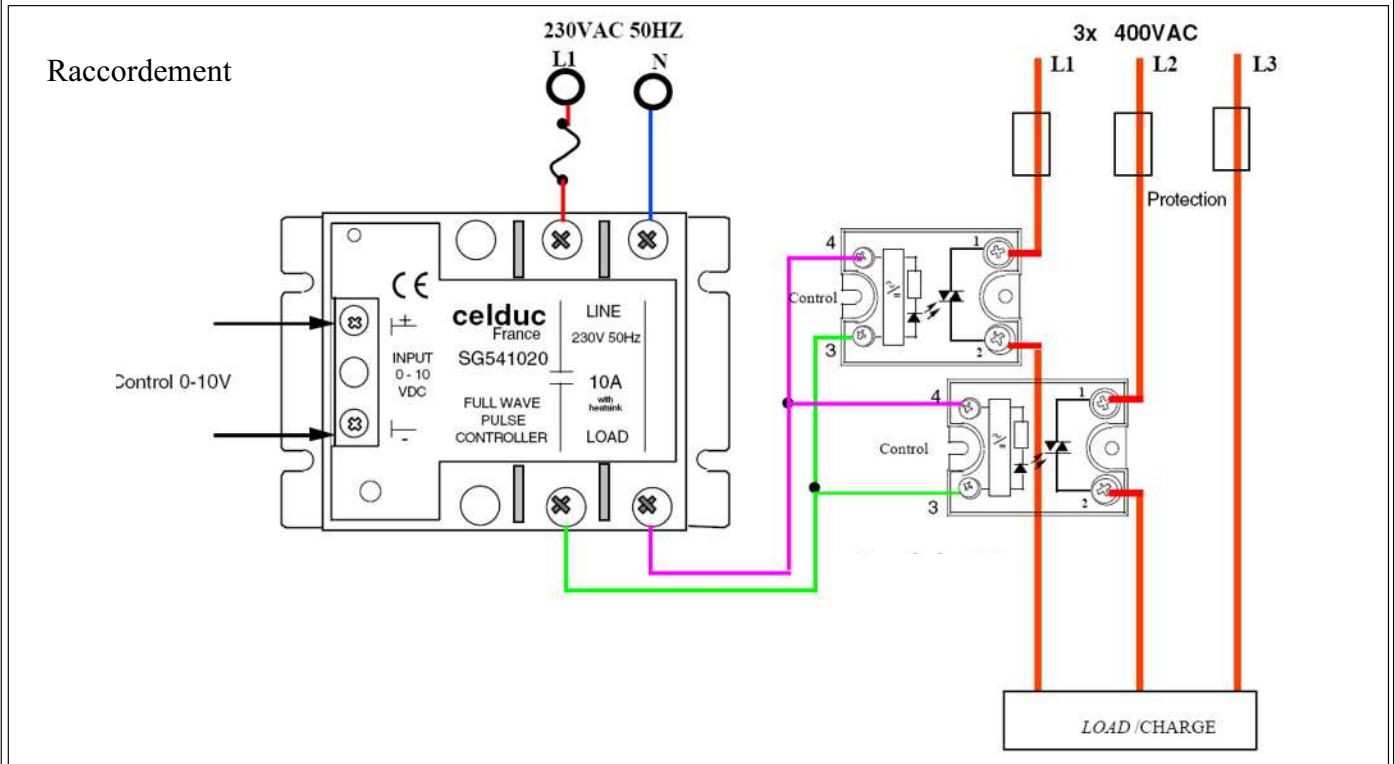 230VAC 50HZ
3x 400VAC
Raccordement
L1
N
L1
L2
L3
Protection
4
1
Control
3
2
CE
+
celduc
France
LINE
230V 50Hz
INPUT
0 - 10
VDC
SG541020
10A
with
heatsink
Control 0-10V
FULL WAVE
PULSE
CONTROLLER
LOAD
-
4
1
Control
3
2
LOAD /CHARGE